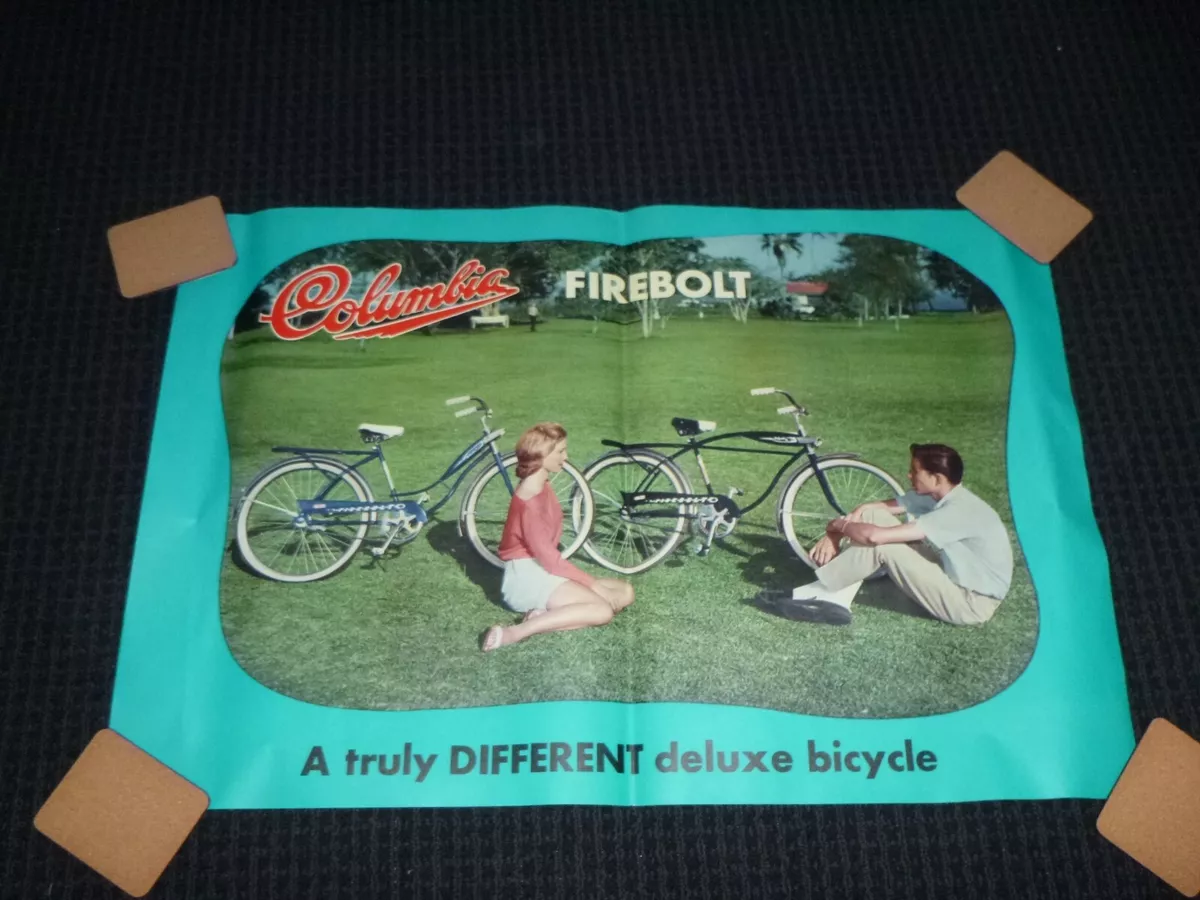 Columbia FIREBOLT
A truly DIFFERENT deluxe bicycle